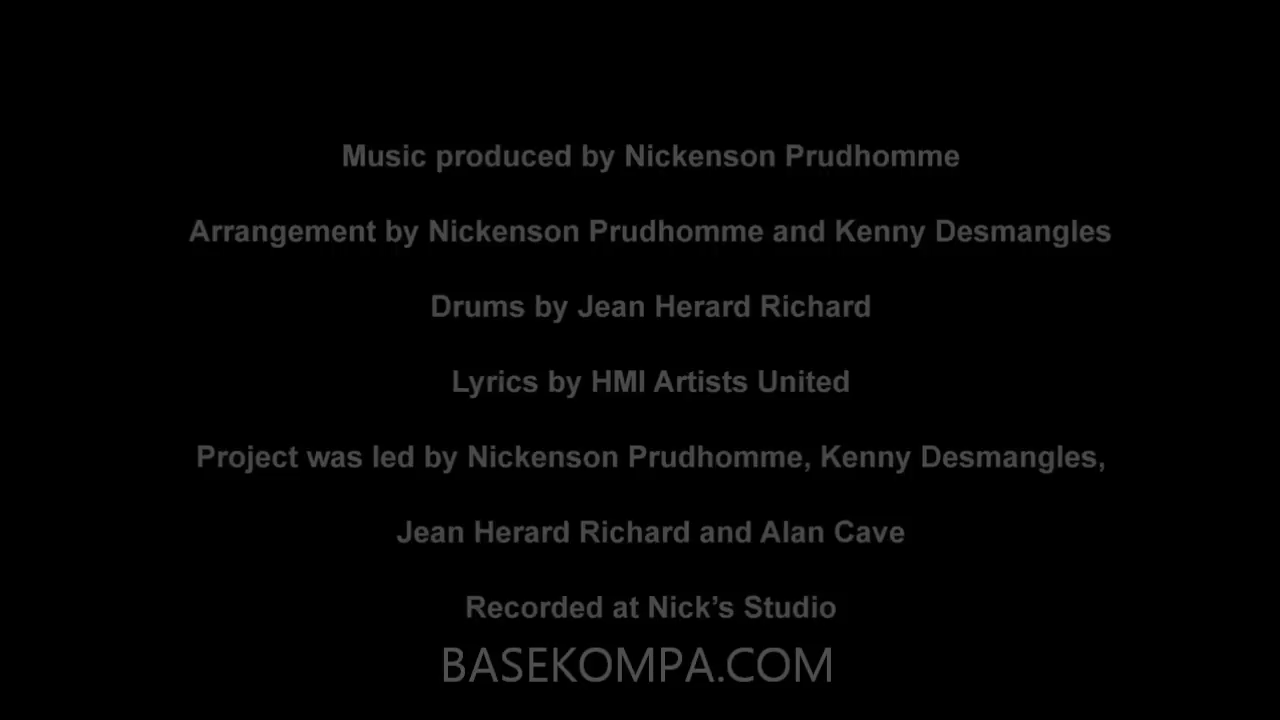 Music produced by Nickenson Prudhomme
Arrangement by Nickenson Prudhomme and Kenny Desmangles
Drums by Jean Herard Richard
Lyrics by HMI Artists United
Project was led by Nickenson Prudhomme, Kenny Desmangles,
Jean Herard Richard and Alan Cave
Recorded at Nick’s Studio
BASEKOMPA.COM